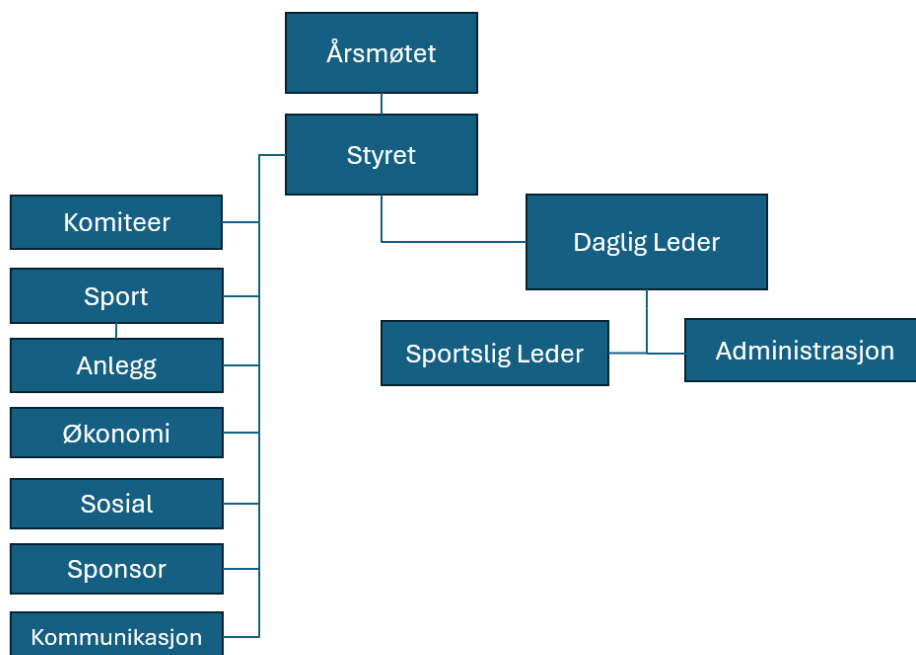 Årsmøtet
Styret
Komiteer
Daglig Leder
Sport
Sportslig Leder
Administrasjon
Anlegg
Økonomi
Sosial
Sponsor
Kommunikasjon